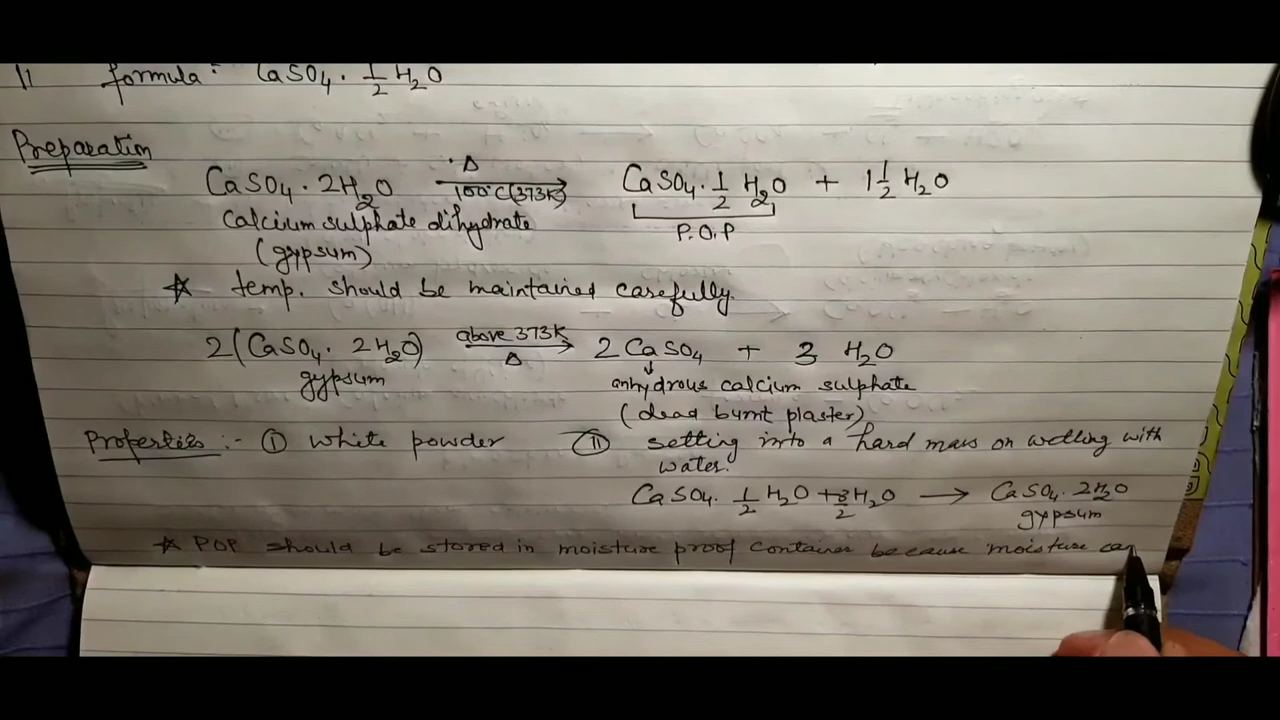 11 formula: CaSO4 · 1/2 H2O
Preparation
CaSO4 · 2H2O —Δ / 100°C (373K)→ CaSO4 · 1/2 H2O + 1 1/2 H2O
Calcium sulphate dihydrate P.O.P
(gypsum)
☆ temp. should be maintained carefully.
2(CaSO4 · 2H2O) —above 373K / Δ→ 2CaSO4 + 3 H2O
gypsum anhydrous calcium sulphate
(dead burnt plaster)
Properties :- ① white powder ② setting into a hard mass on wetting with
water.
CaSO4 · 1/2 H2O + 3/2 H2O → CaSO4 · 2H2O
gypsum
☆ POP should be stored in moisture proof container because moisture can